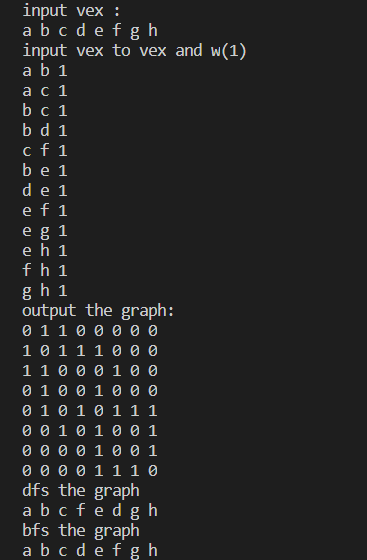 input vex :
a b c d e f g h
input vex to vex and w(1)
a b 1
a c 1
b c 1
b d 1
c f 1
b e 1
d e 1
e f 1
e g 1
e h 1
f h 1
g h 1
output the graph:
0 1 1 0 0 0 0 0
1 0 1 1 1 0 0 0
1 1 0 0 0 1 0 0
0 1 0 0 1 0 0 0
0 1 0 1 0 1 1 1
0 0 1 0 1 0 0 1
0 0 0 0 1 0 0 1
0 0 0 0 1 1 1 0
dfs the graph
a b c f e d g h
bfs the graph
a b c d e f g h